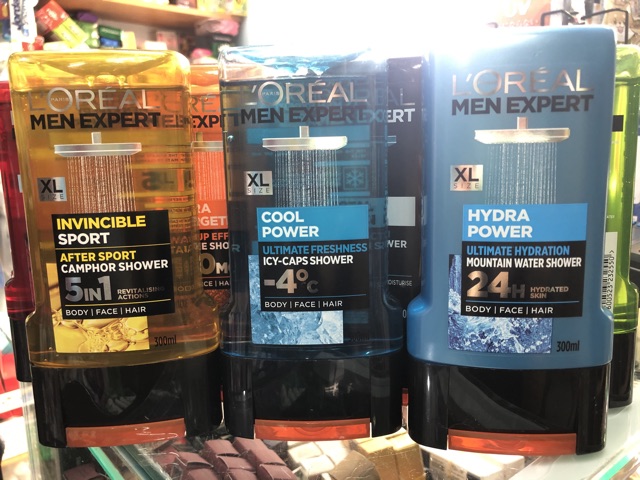 L'ORÉAL
PARIS
MEN EXPERT
XL
SIZE
INVINCIBLE
SPORT
AFTER SPORT
CAMPHOR SHOWER
5IN1
REVITALISING
ACTIONS
BODY | FACE | HAIR
300ml
L'ORÉAL
PARIS
MEN EXPERT
XL
SIZE
COOL
POWER
ULTIMATE FRESHNESS
ICY-CAPS SHOWER
-4°C
BODY | FACE | HAIR
L'ORÉAL
MEN EXPERT
XL
SIZE
HYDRA
POWER
ULTIMATE HYDRATION
MOUNTAIN WATER SHOWER
24H
HYDRATED
SKIN
BODY | FACE | HAIR
300ml